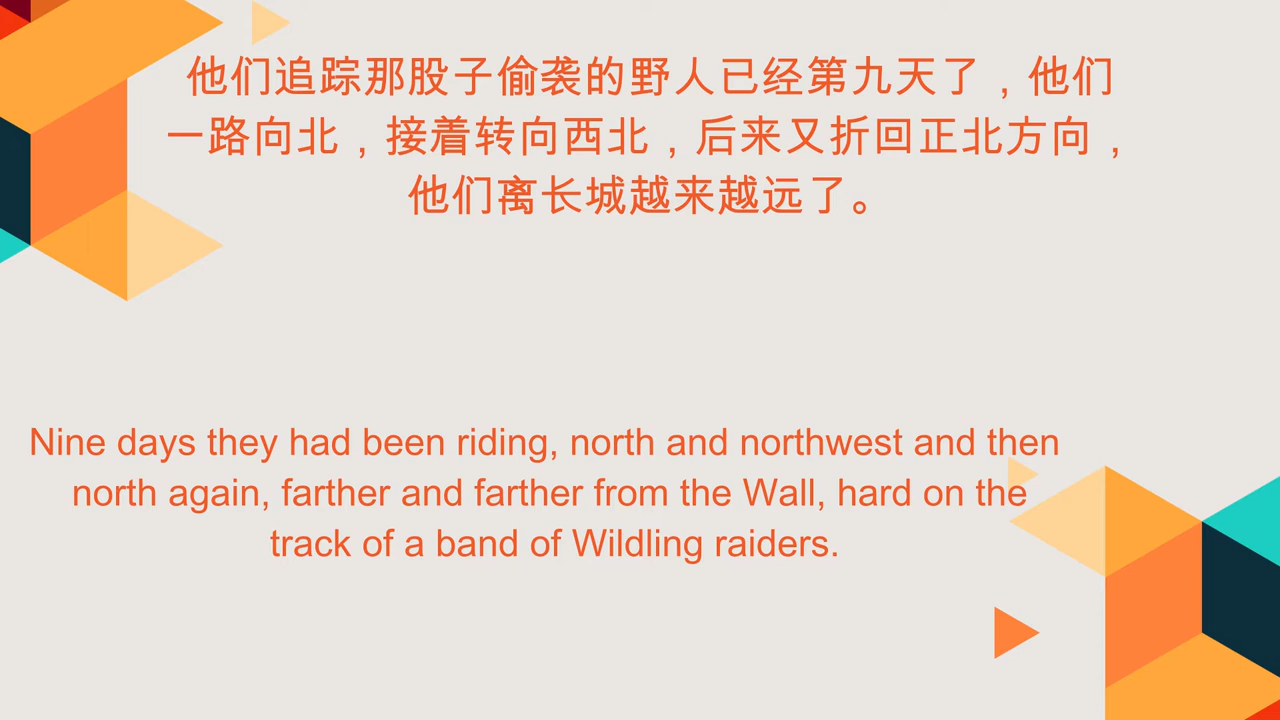 他们追踪那股子偷袭的野人已经第九天了，他们
一路向北，接着转向西北，后来又折回正北方向，
他们离长城越来越远了。
Nine days they had been riding, north and northwest and then
north again, farther and farther from the Wall, hard on the
track of a band of Wildling raiders.